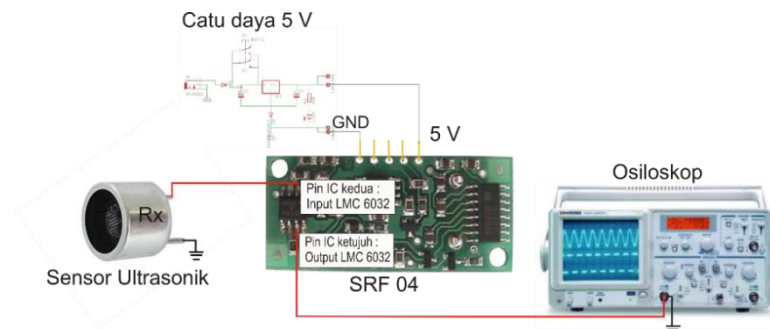 Catu daya 5 V
GND
5 V
Osiloskop
Pin IC kedua :
Input LMC 6032
Rx
Pin IC ketujuh :
Output LMC 6032
Sensor Ultrasonik
SRF 04